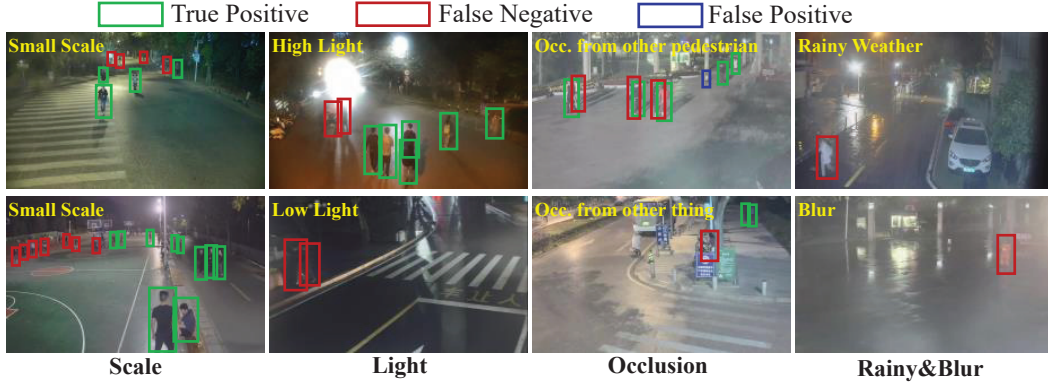 True Positive False Negative False Positive
Small Scale High Light Occ. from other pedestrian Rainy Weather
Small Scale Low Light Occ. from other thing Blur
Scale Light Occlusion Rainy&Blur